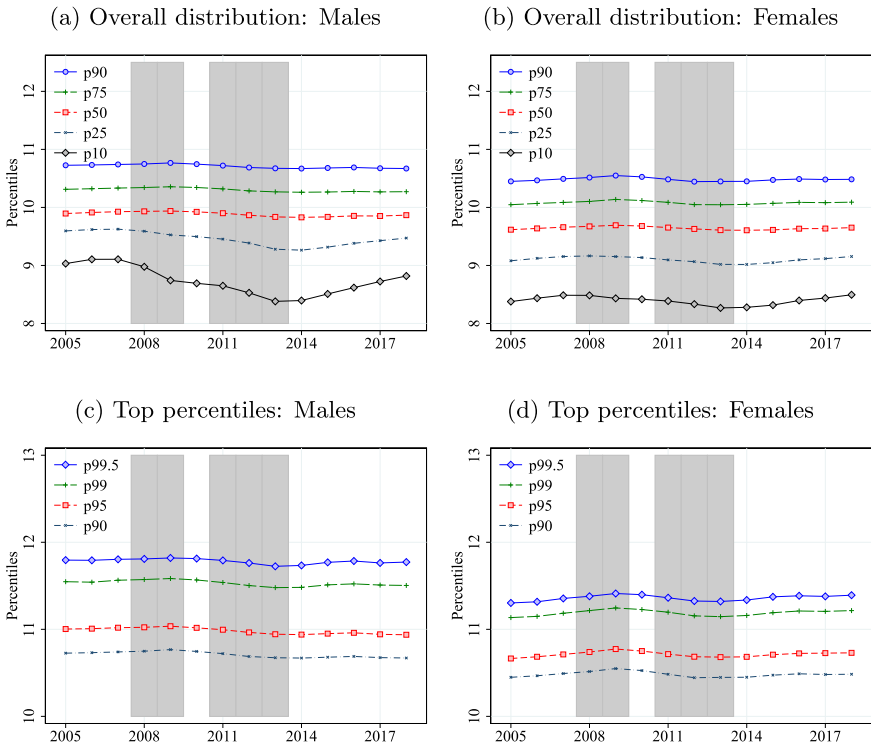 (a) Overall distribution: Males
12
11
10
9
8
Percentiles
p90
p75
p50
p25
p10
2005 2008 2011 2014 2017
(b) Overall distribution: Females
12
11
10
9
8
Percentiles
p90
p75
p50
p25
p10
2005 2008 2011 2014 2017
(c) Top percentiles: Males
13
12
11
10
Percentiles
p99.5
p99
p95
p90
2005 2008 2011 2014 2017
(d) Top percentiles: Females
13
12
11
10
Percentiles
p99.5
p99
p95
p90
2005 2008 2011 2014 2017